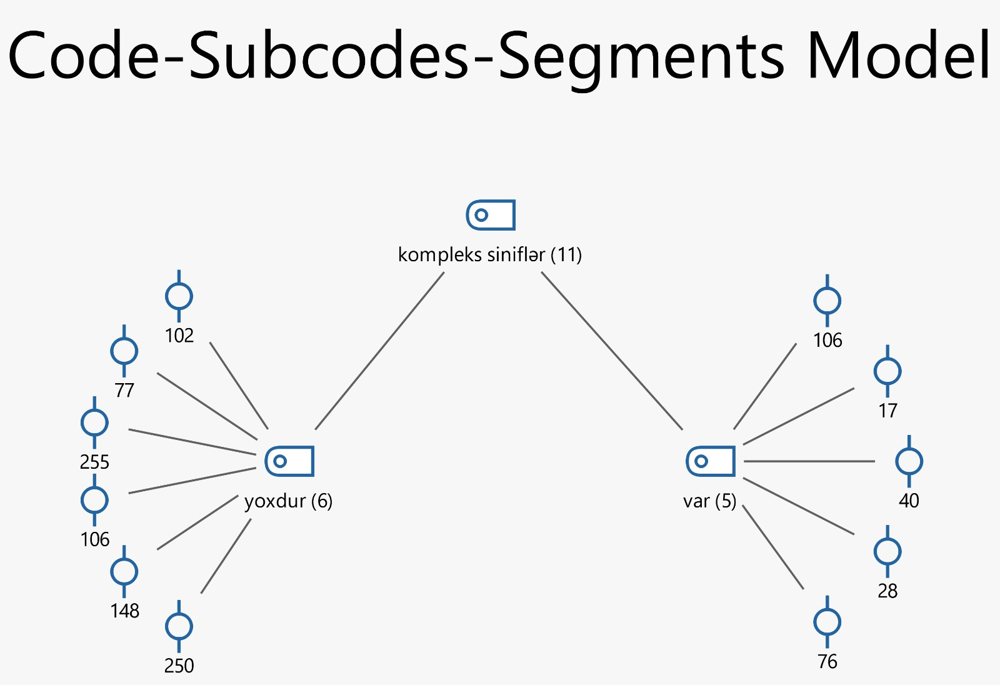 Code-Subcodes-Segments Model
kompleks siniflər (11)
102
77
255
106
148
250
yoxdur (6)
var (5)
106
17
40
28
76